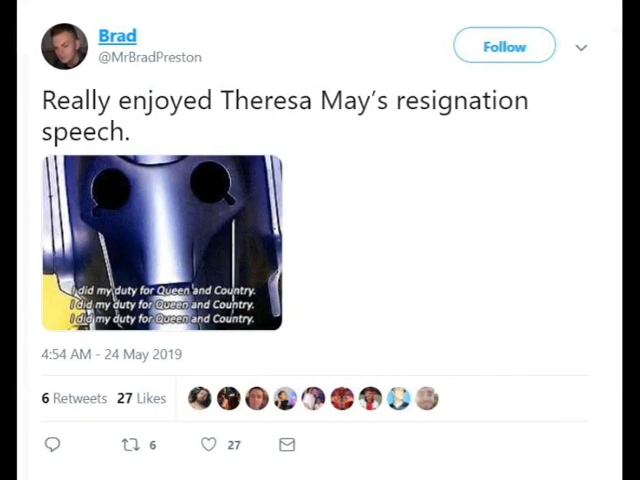 Brad
@MrBradPreston
Follow
Really enjoyed Theresa May's resignation
speech.
I did my duty for Queen and Country.
I did my duty for Queen and Country.
I did my duty for Queen and Country.
4:54 AM - 24 May 2019
6 Retweets 27 Likes
6 27